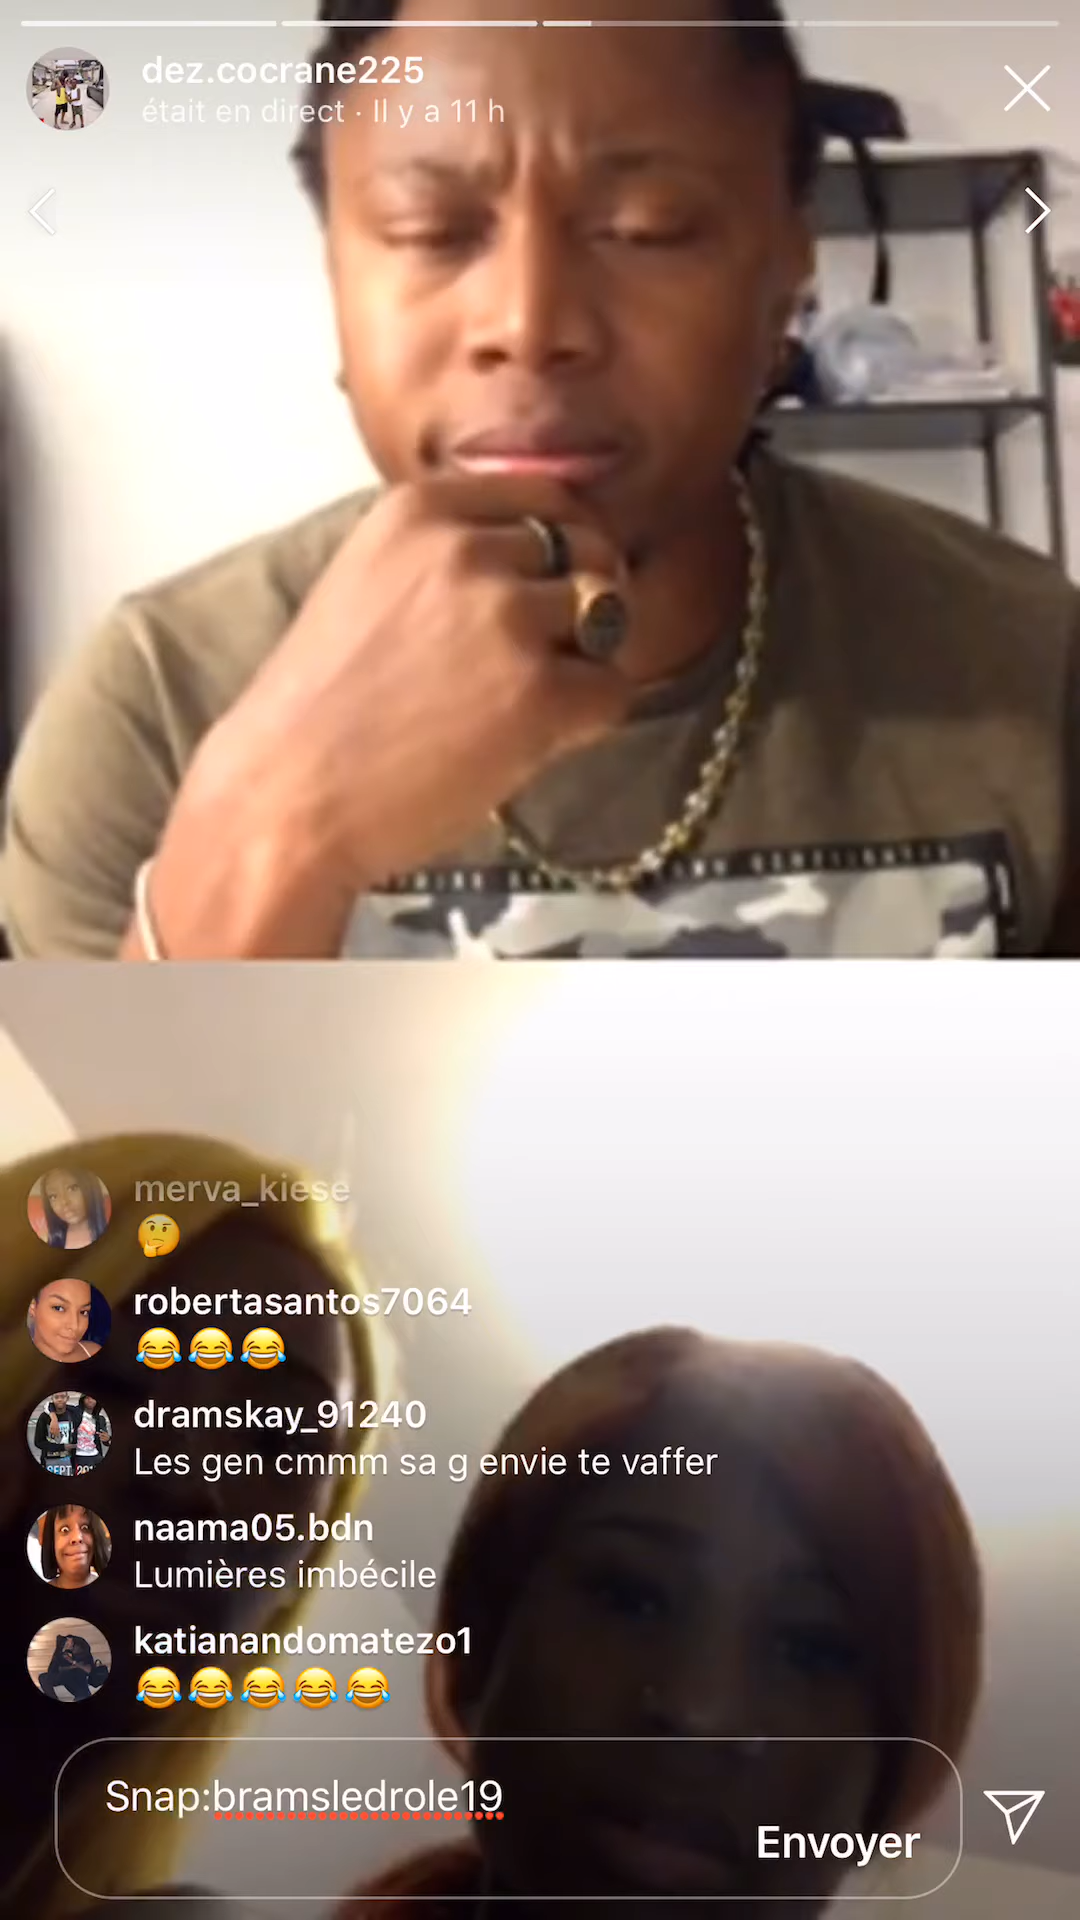 dez.cocrane225
était en direct · Il y a 11 h
merva_kiese
🤔
robertasantos7064
😂😂😂
dramskay_91240
Les gen cmmm sa g envie te vaffer
naama05.bdn
Lumières imbécile
katianandomatezo1
😂😂😂😂😂
Snap:bramsledrole19
Envoyer